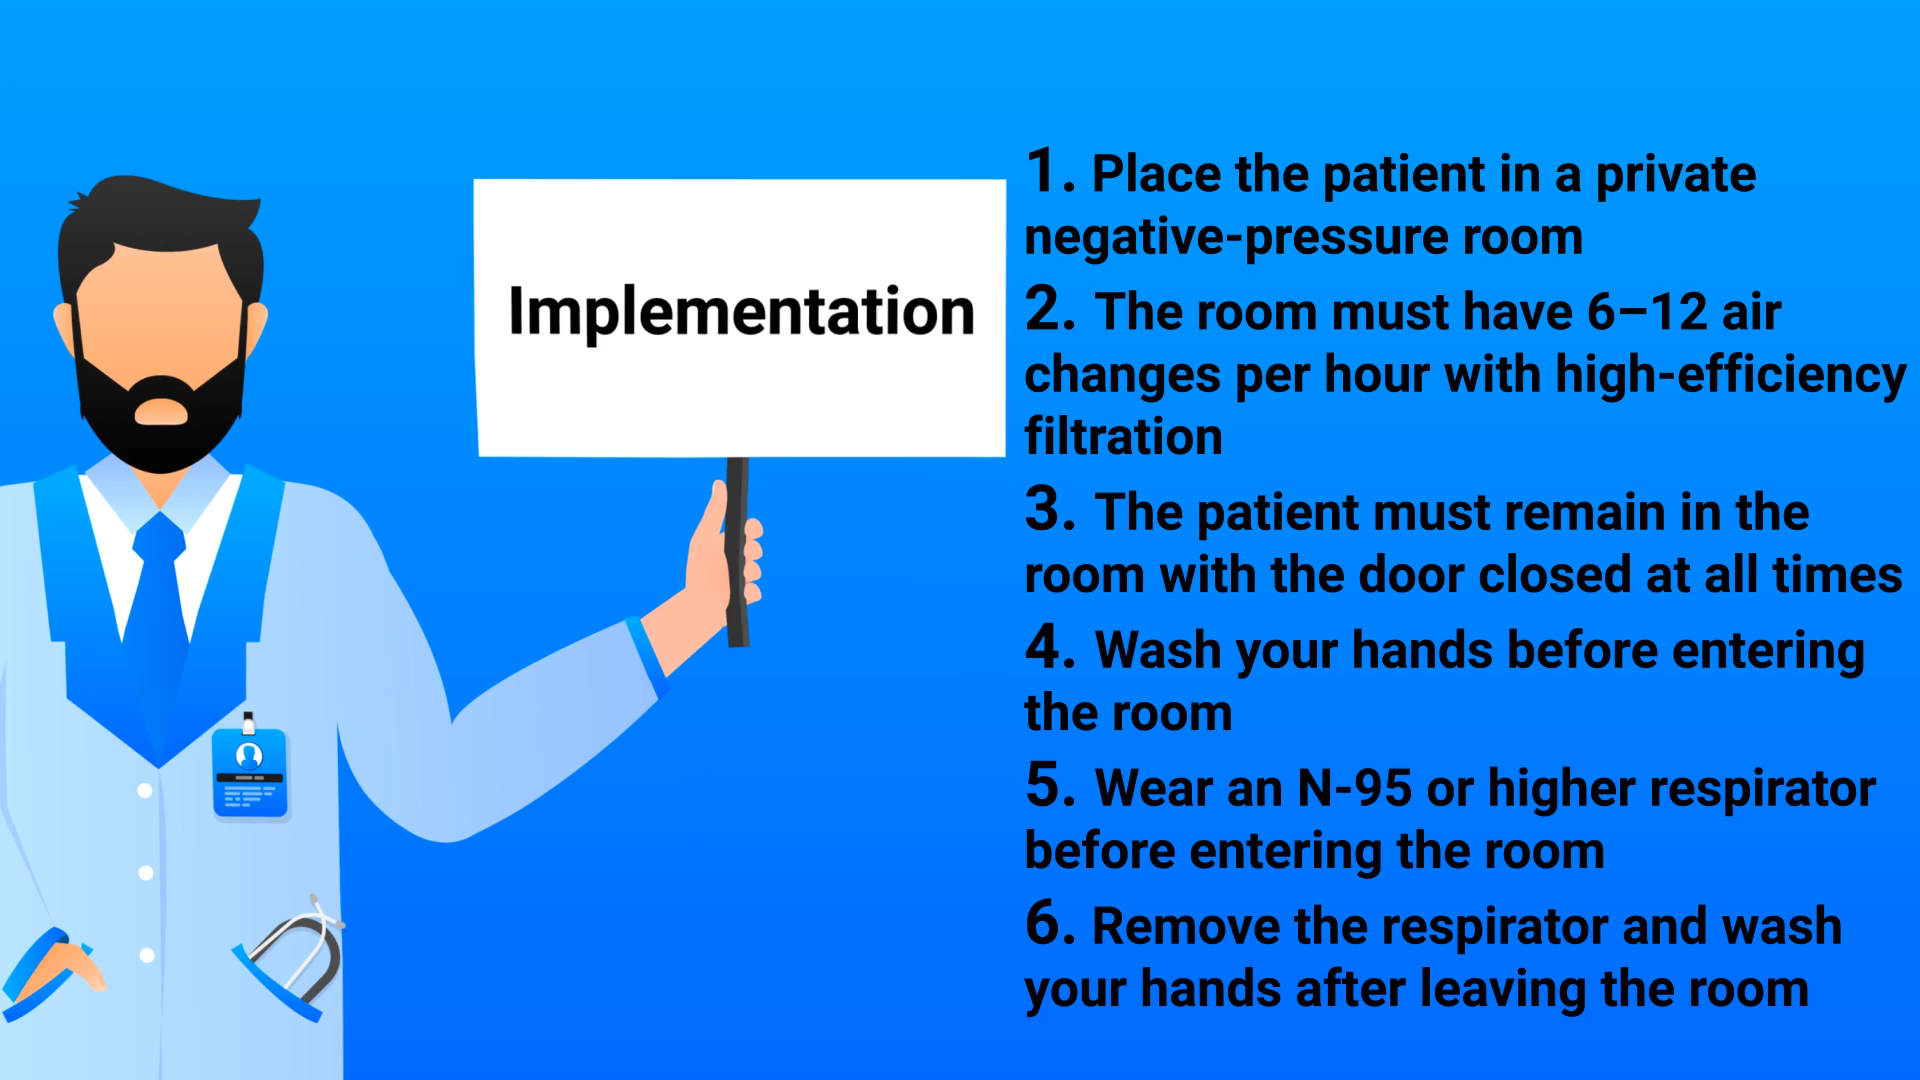 Implementation
1. Place the patient in a private
negative-pressure room
2. The room must have 6–12 air
changes per hour with high-efficiency
filtration
3. The patient must remain in the
room with the door closed at all times
4. Wash your hands before entering
the room
5. Wear an N-95 or higher respirator
before entering the room
6. Remove the respirator and wash
your hands after leaving the room